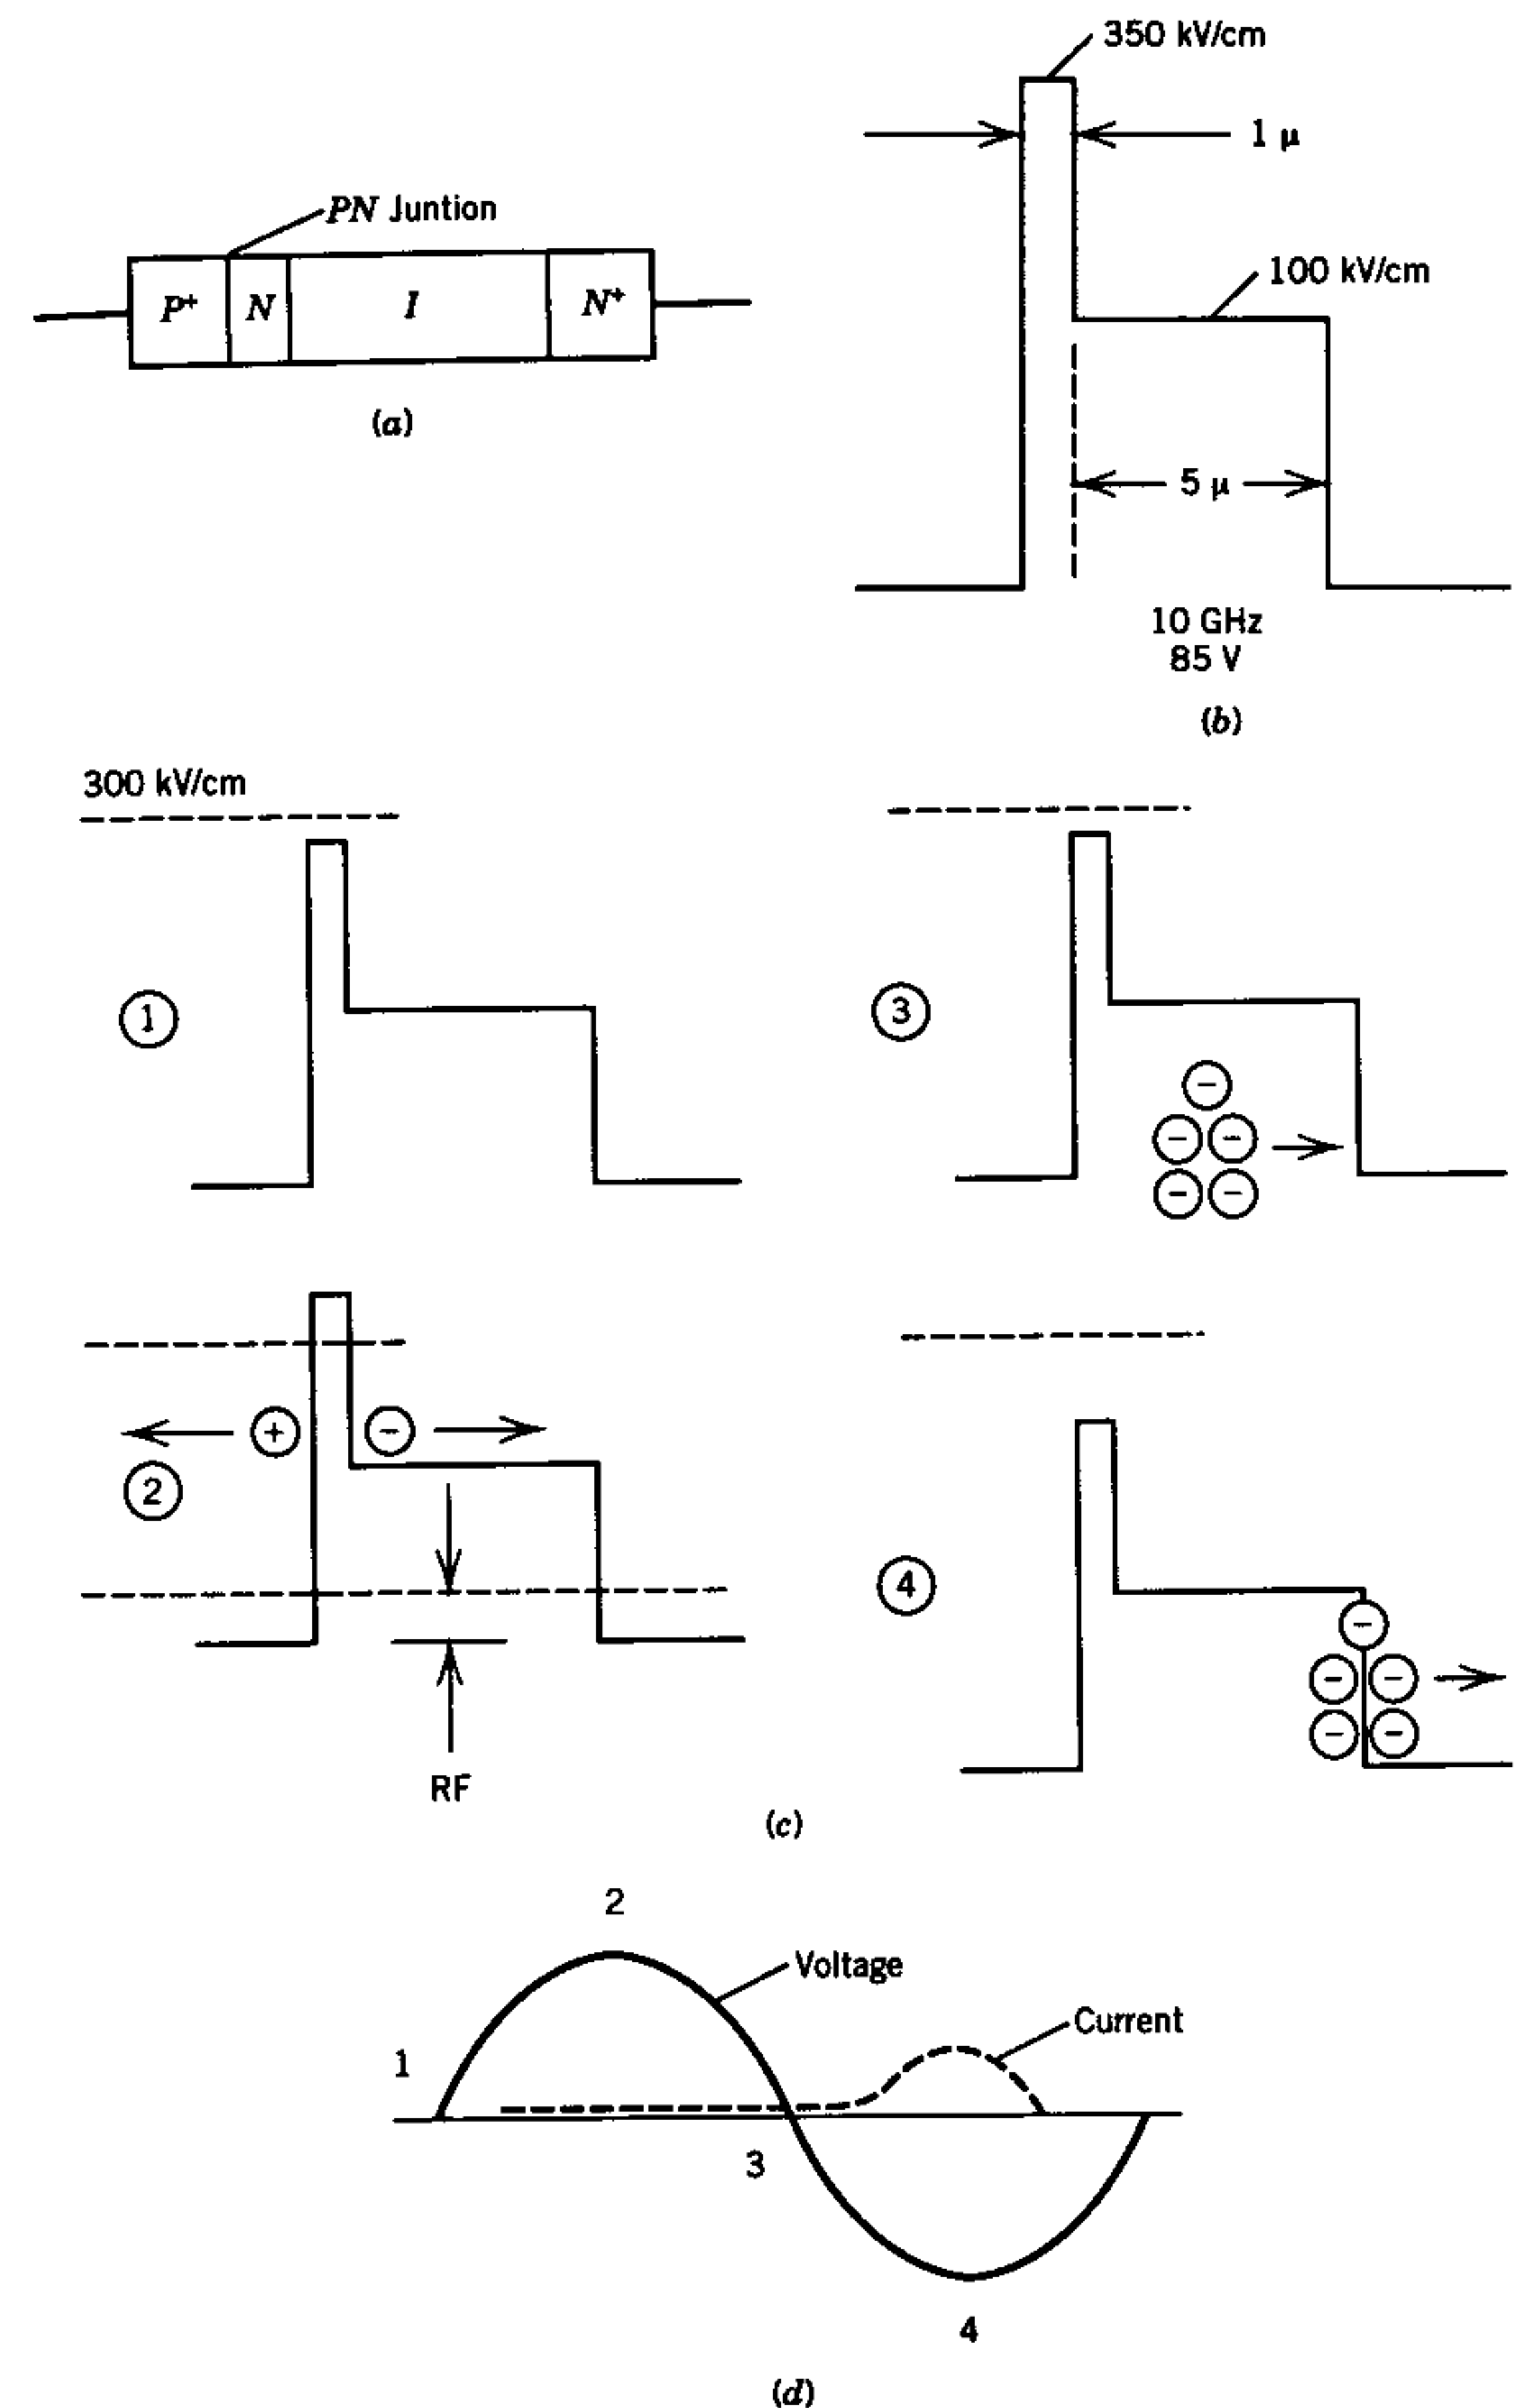 350 kV/cm
1 μ
PN Juntion
P+ N I N+
100 kV/cm
(a)
5 μ
10 GHz
85 V
(b)
300 kV/cm
1
3
− − − − −
+ −
2
RF
4
− − − − −
(c)
2
Voltage
Current
1
3
4
(d)